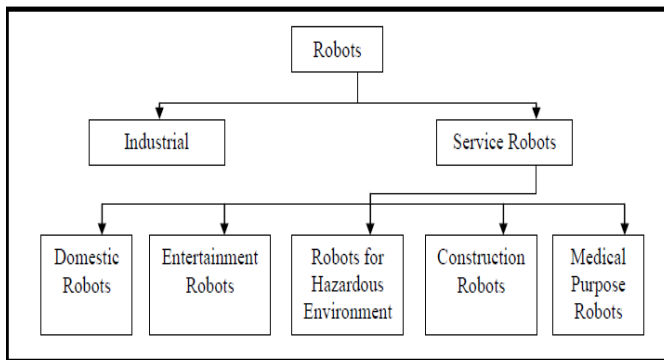 Robots
Industrial
Service Robots
Domestic
Robots
Entertainment
Robots
Robots for
Hazardous
Environment
Construction
Robots
Medical
Purpose
Robots